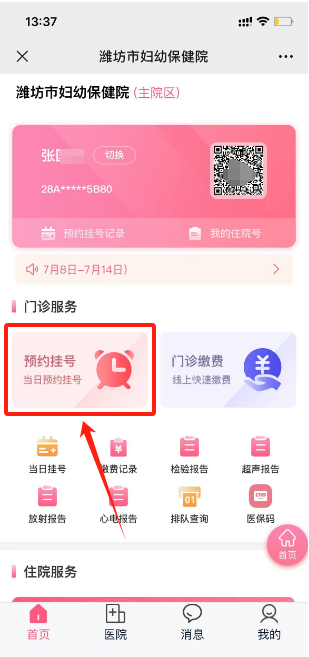 13:37
潍坊市妇幼保健院
潍坊市妇幼保健院(主院区)
张 切换
28A*****5B80
预约挂号记录 我的住院号
7月8日-7月14日）
门诊服务
预约挂号 门诊缴费
当日预约挂号 线上快速缴费
当日挂号 缴费记录 检验报告 超声报告
01
放射报告 心电报告 排队查询 医保码
首页
住院服务
首页 医院 消息 我的